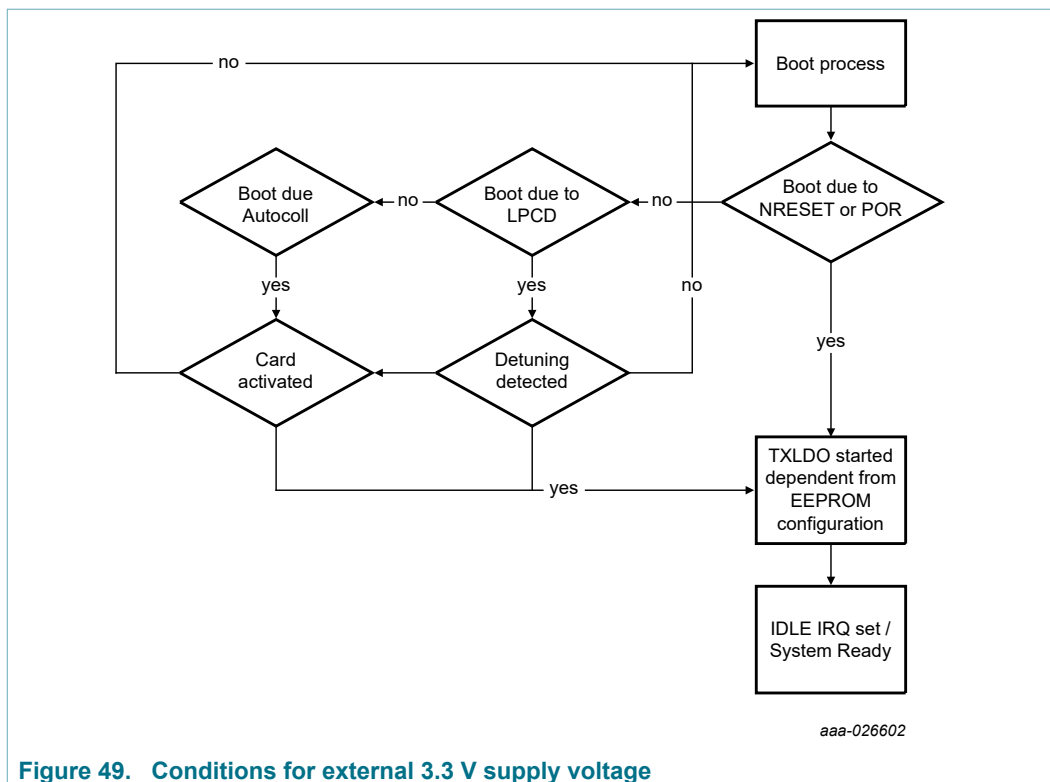 no
Boot process
Boot due
Autocoll
no
Boot due to
LPCD
no
Boot due to
NRESET or POR
yes
yes
no
yes
Card
activated
Detuning
detected
TXLDO started
dependent from
EEPROM
configuration
yes
IDLE IRQ set /
System Ready
aaa-026602
Figure 49. Conditions for external 3.3 V supply voltage